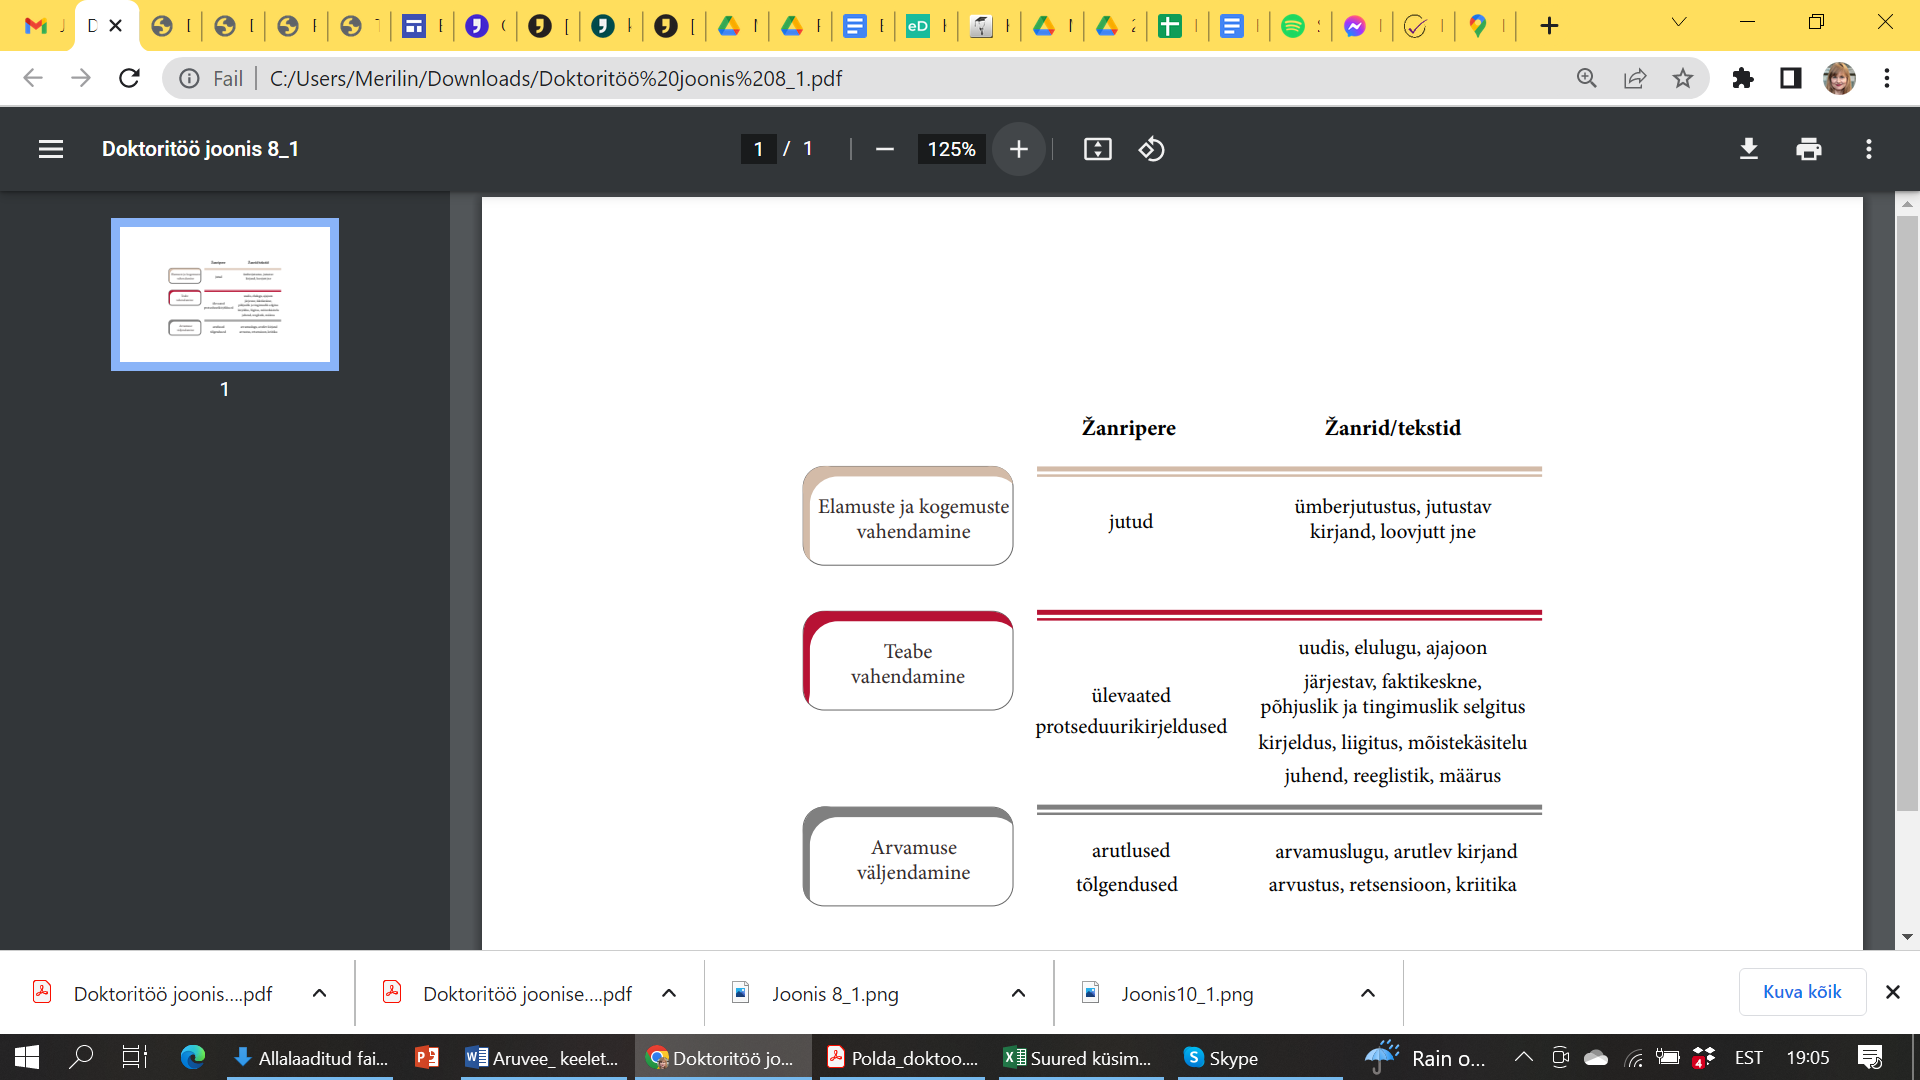 Fail
C:/Users/Merilin/Downloads/Doktoritöö%20joonis%208_1.pdf
Doktoritöö joonis 8_1
1 / 1
125%
1
Žanripere
Žanrid/tekstid
Elamuste ja kogemuste
vahendamine
jutud
ümberjutustus, jutustav
kirjand, loovjutt jne
Teabe
vahendamine
ülevaated
protseduurikirjeldused
uudis, elulugu, ajajoon
järjestav, faktikeskne,
põhjuslik ja tingimuslik selgitus
kirjeldus, liigitus, mõistekäsitelu
juhend, reeglistik, määrus
Arvamuse
väljendamine
arutlused
tõlgendused
arvamuslugu, arutlev kirjand
arvustus, retsensioon, kriitika
Doktoritöö joonis....pdf
Doktoritöö joonise....pdf
Joonis 8_1.png
Joonis10_1.png
Kuva kõik
Allalaaditud fai...
Aruvee_ keelet...
Doktoritöö jo...
Polda_doktoo...
Suured küsim...
Skype
Rain o...
4
EST
19:05